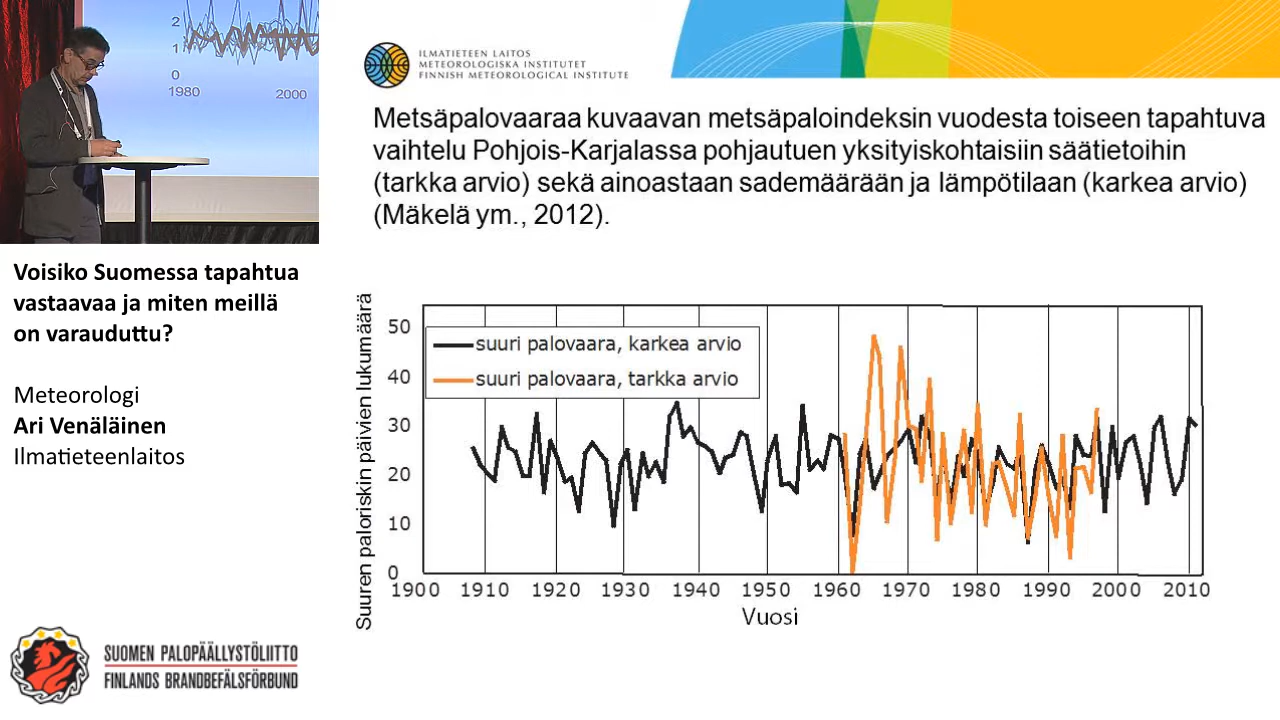 2
1
0
1980
2000
ILMATIETEEN LAITOS
METEOROLOGISKA INSTITUTET
FINNISH METEOROLOGICAL INSTITUTE
Metsäpalovaaraa kuvaavan metsäpaloindeksin vuodesta toiseen tapahtuva
vaihtelu Pohjois-Karjalassa pohjautuen yksityiskohtaisiin säätietoihin
(tarkka arvio) sekä ainoastaan sademäärään ja lämpötilaan (karkea arvio)
(Mäkelä ym., 2012).
Voisiko Suomessa tapahtua
vastaavaa ja miten meillä
on varauduttu?
Meteorologi
Ari Venäläinen
Ilmatieteenlaitos
SUOMEN PALOPÄÄLLYSTÖLIITTO
FINLANDS BRANDBEFÄLSFÖRBUND
Suuren paloriskin päivien lukumäärä
50
40
30
20
10
0
suuri palovaara, karkea arvio
suuri palovaara, tarkka arvio
1900 1910 1920 1930 1940 1950 1960 1970 1980 1990 2000 2010
Vuosi